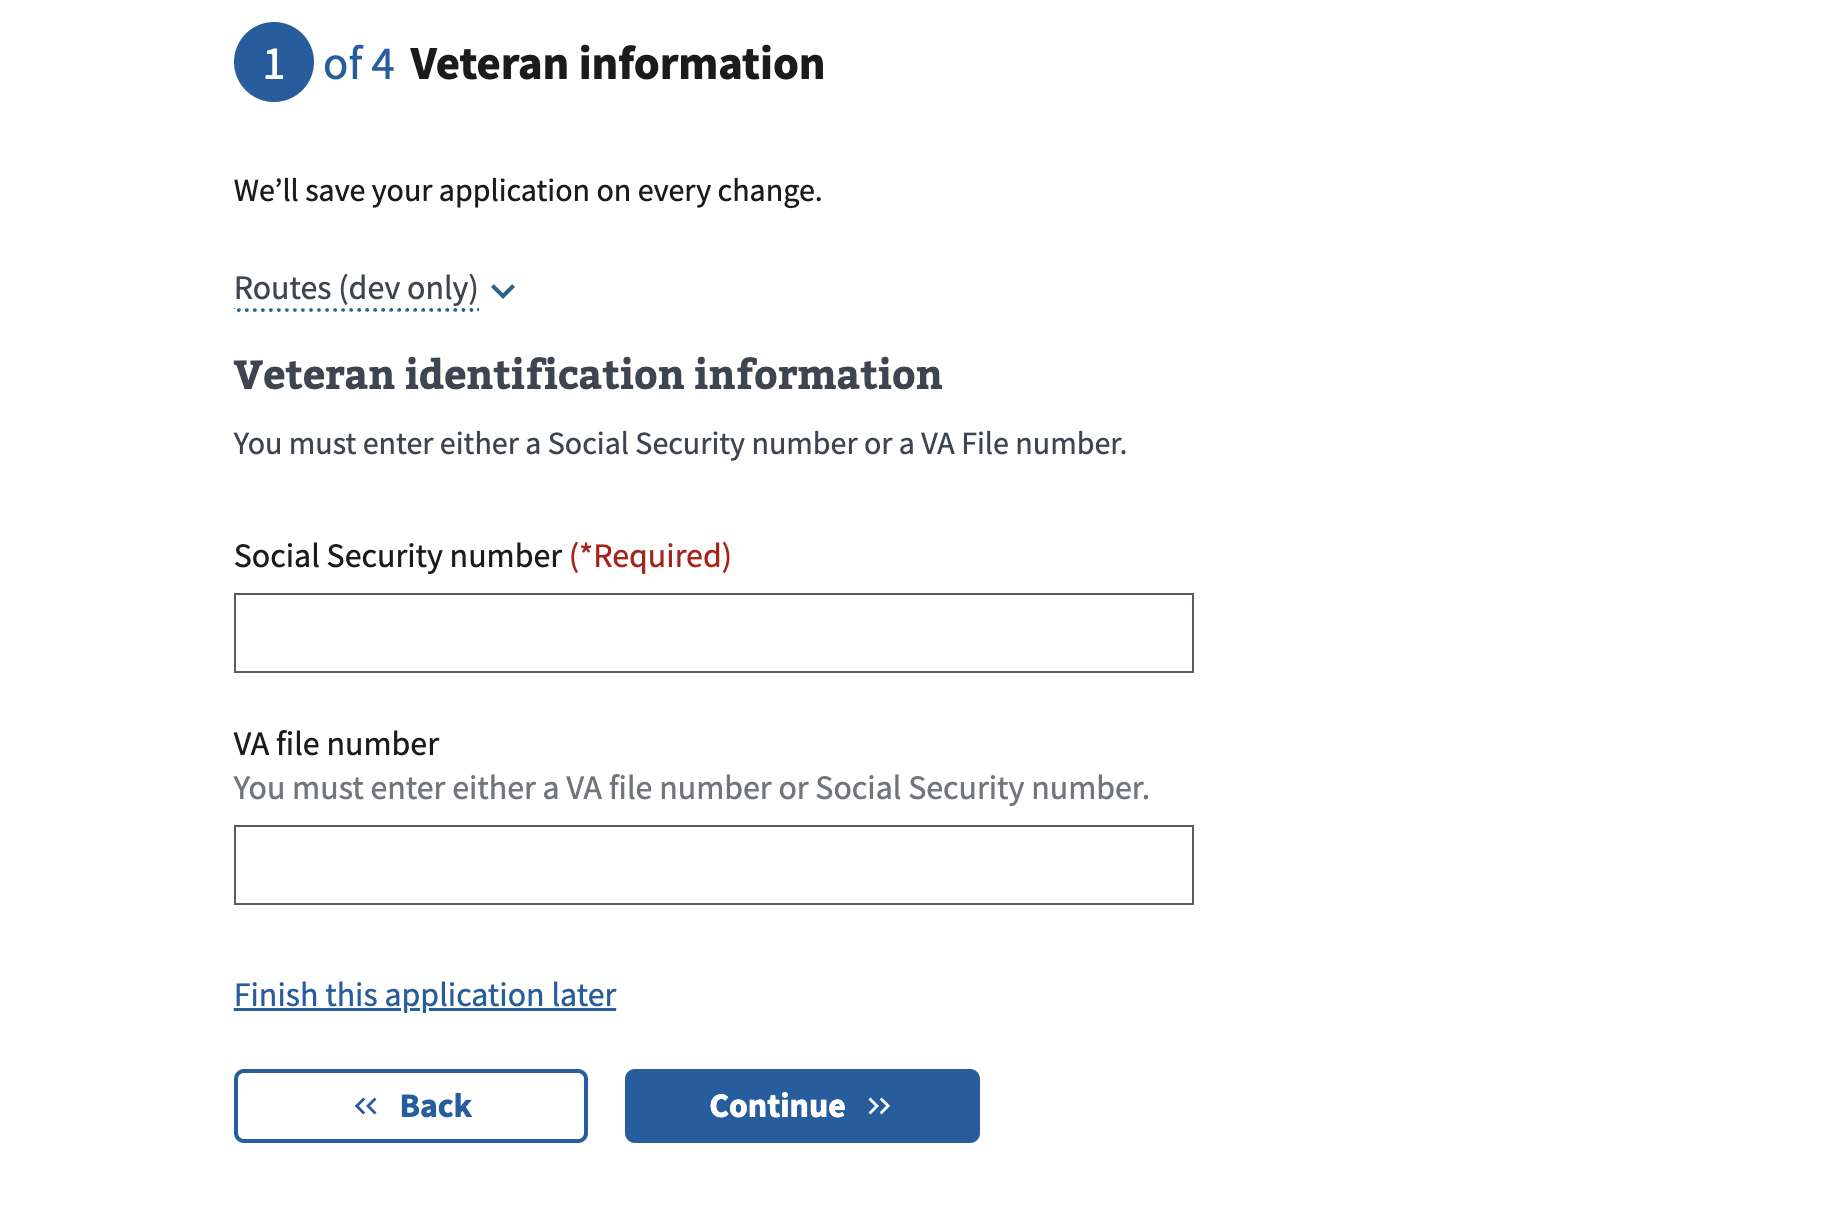 1 of 4 Veteran information
We’ll save your application on every change.
Routes (dev only)
Veteran identification information
You must enter either a Social Security number or a VA File number.
Social Security number (*Required)
VA file number
You must enter either a VA file number or Social Security number.
Finish this application later
« Back
Continue »